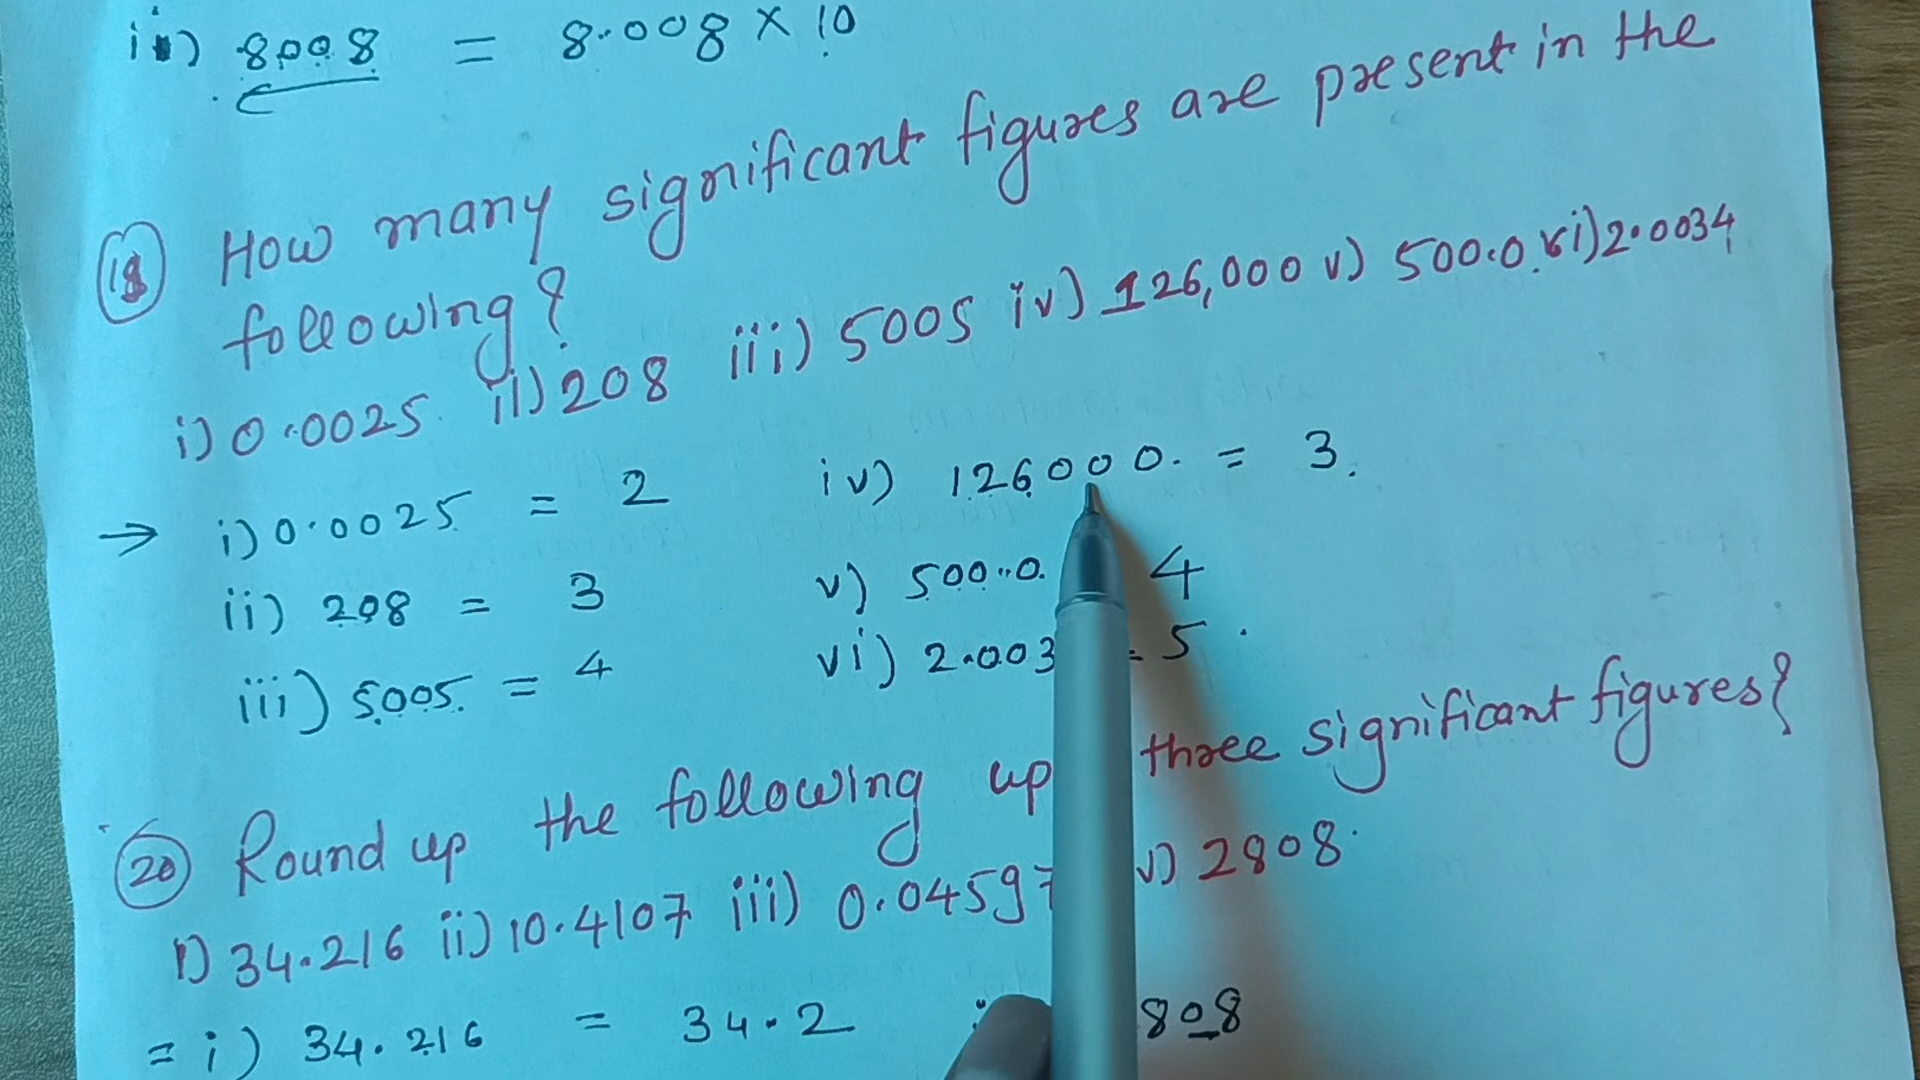 iii) 8008 = 8.008 × 10
18 How many significant figures are present in the
following?
i) 0.0025 ii) 208 iii) 5005 iv) 126,000 v) 500.0 vi) 2.0034
→ i) 0.0025 = 2 iv) 126000. = 3.
ii) 208 = 3 v) 500.0. 4
iii) 5005 = 4 vi) 2.003 = 5.
20 Round up the following up three significant figures?
i) 34.216 ii) 10.4107 iii) 0.04597 v) 2808.
= i) 34.216 = 34.2 808